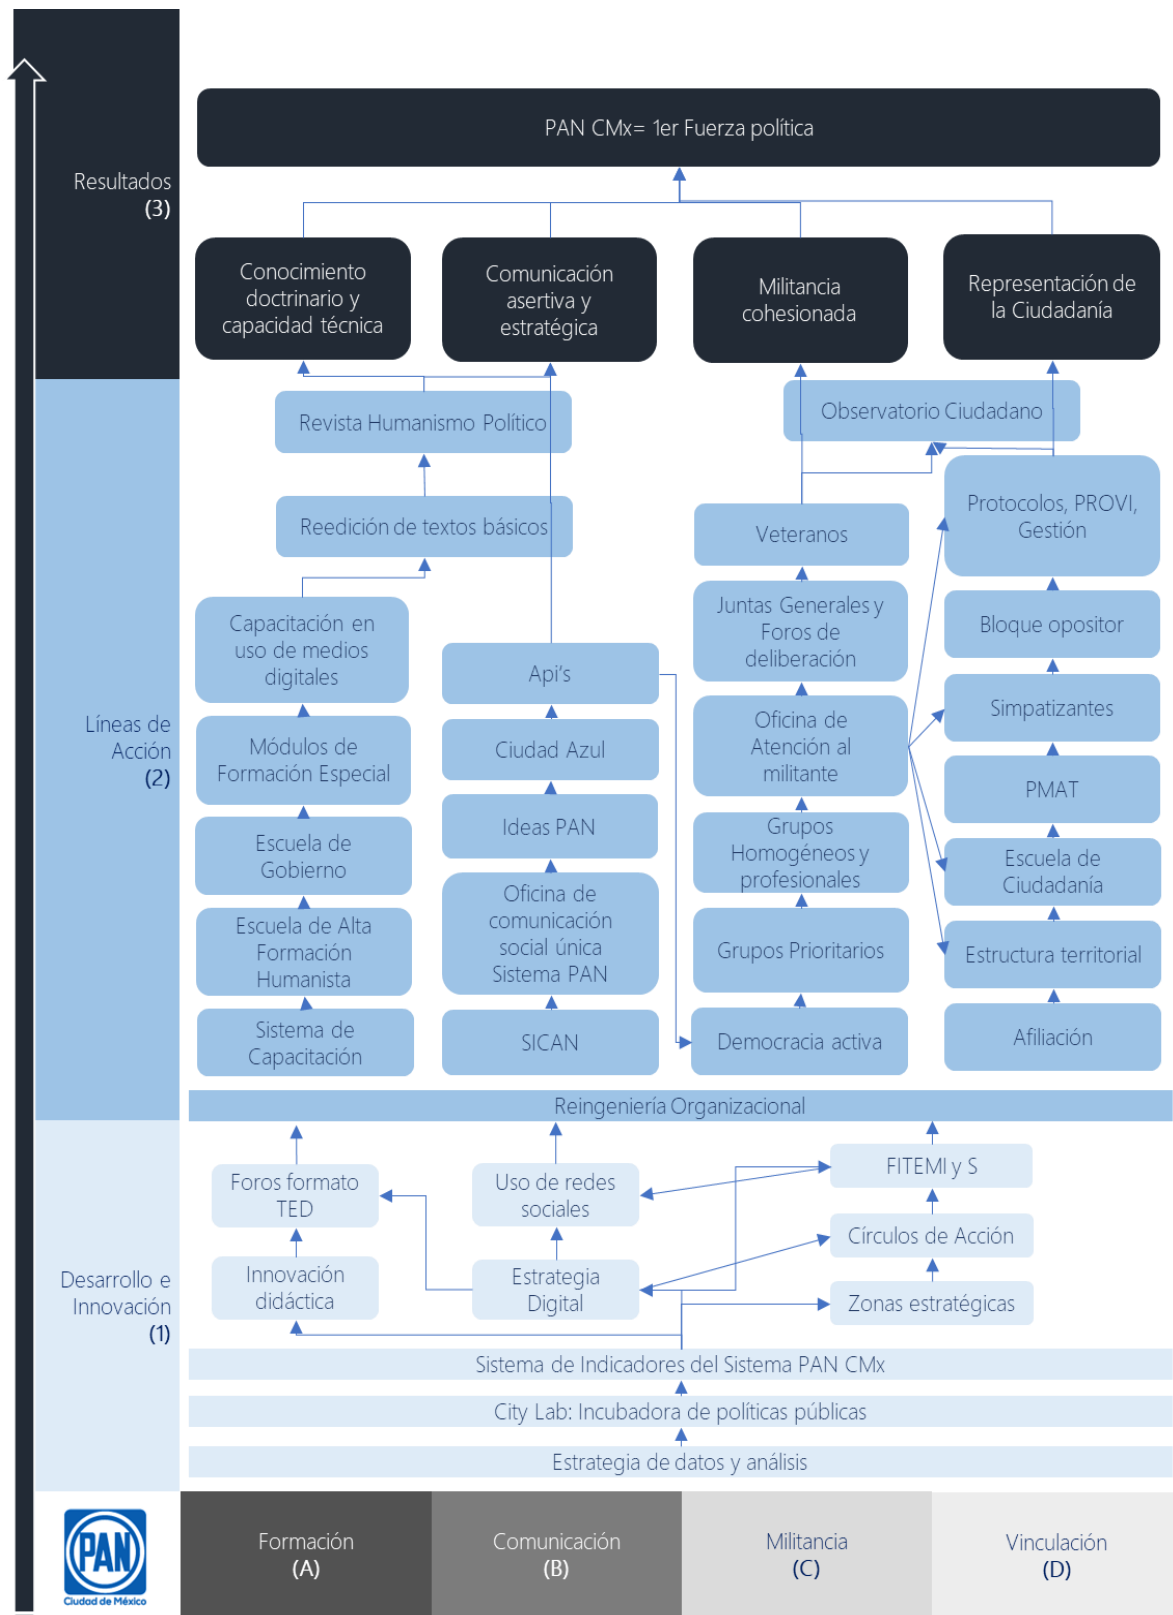 PAN CMx= 1er Fuerza política
Resultados
(3)
Conocimiento
doctrinario y
capacidad técnica
Comunicación
asertiva y
estratégica
Militancia
cohesionada
Representación de
la Ciudadanía
Revista Humanismo Político
Observatorio Ciudadano
Reedición de textos básicos
Veteranos
Protocolos, PROVI,
Gestión
Líneas de
Acción
(2)
Capacitación en
uso de medios
digitales
Api's
Juntas Generales y
Foros de
deliberación
Bloque opositor
Módulos de
Formación Especial
Ciudad Azul
Oficina de
Atención al
militante
Simpatizantes
Escuela de
Gobierno
Ideas PAN
Grupos
Homogéneos y
profesionales
PMAT
Escuela de
Ciudadanía
Escuela de Alta
Formación
Humanista
Oficina de
comunicación
social única
Sistema PAN
Grupos Prioritarios
Estructura territorial
Sistema de
Capacitación
SICAN
Democracia activa
Afiliación
Reingeniería Organizacional
Desarrollo e
Innovación
(1)
Foros formato
TED
Uso de redes
sociales
FITEMI y S
Círculos de Acción
Innovación
didáctica
Estrategia
Digital
Zonas estratégicas
Sistema de Indicadores del Sistema PAN CMx
City Lab: Incubadora de políticas públicas
Estrategia de datos y análisis
PAN
Ciudad de México
Formación
(A)
Comunicación
(B)
Militancia
(C)
Vinculación
(D)